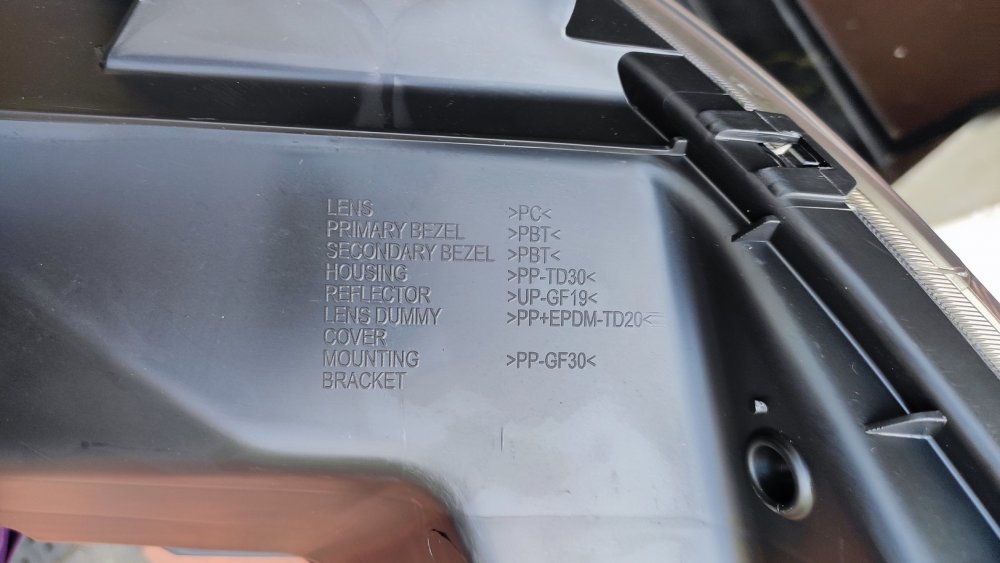 LENS >PC<
PRIMARY BEZEL >PBT<
SECONDARY BEZEL >PBT<
HOUSING >PP-TD30<
REFLECTOR >UP-GF19<
LENS DUMMY >PP+EPDM-TD20<
COVER
MOUNTING >PP-GF30<
BRACKET